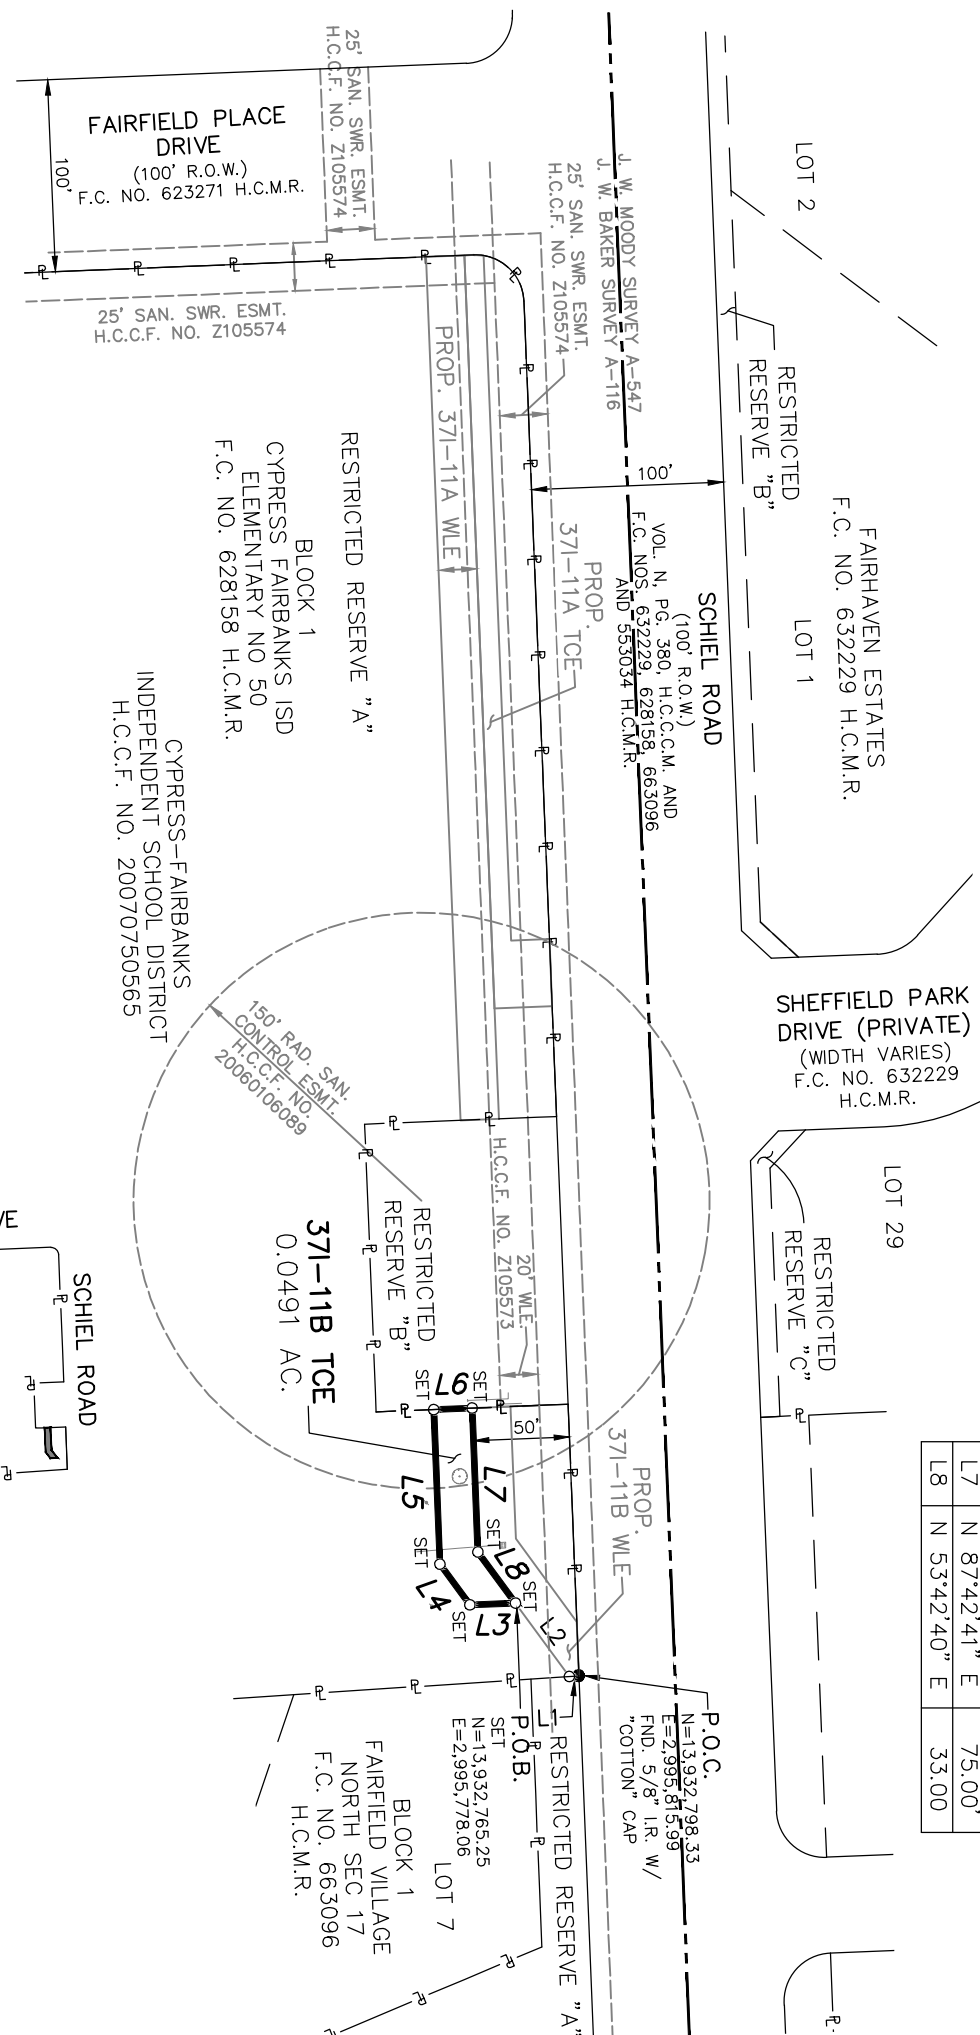 25' SAN. SWR. ESMT.
H.C.C.F. NO. Z105574
FAIRFIELD PLACE
DRIVE
(100' R.O.W.)
F.C. NO. 623271 H.C.M.R.
100'
25' SAN. SWR. ESMT.
H.C.C.F. NO. Z105574
25' SAN. SWR. ESMT.
H.C.C.F. NO. Z105574
J. W. MOODY SURVEY A-547
J. W. BAKER SURVEY A-116
LOT 2
RESTRICTED
RESERVE "B"
FAIRHAVEN ESTATES
F.C. NO. 632229 H.C.M.R.
LOT 1
100'
SCHIEL ROAD
(100' R.O.W.)
VOL. N, PG. 380, H.C.C.M. AND
F.C. NOS. 632229, 628158, 663096
AND 553034 H.C.M.R.
PROP.
37I-11A TCE
PROP. 37I-11A WLE
RESTRICTED RESERVE "A"
BLOCK 1
CYPRESS FAIRBANKS ISD
ELEMENTARY NO 50
F.C. NO. 628158 H.C.M.R.
CYPRESS-FAIRBANKS
INDEPENDENT SCHOOL DISTRICT
H.C.C.F. NO. 20070750565
150' RAD. SAN.
CONTROL ESMT.
H.C.C.F. NO.
20060106089
SHEFFIELD PARK
DRIVE (PRIVATE)
(WIDTH VARIES)
F.C. NO. 632229
H.C.M.R.
LOT 29
RESTRICTED
RESERVE "C"
20' WLE.
H.C.C.F. NO. Z105573
RESTRICTED
RESERVE "B"
37I-11B TCE
0.0491 AC.
SCHIEL ROAD
VE
SET
L6
SET
50'
L7
L5
SET
SET
L8
SET
L4
SET
L3
L2
PROP.
37I-11B WLE
L7 N 87°42'41" E 75.00'
L8 N 53°42'40" E 33.00
P.O.C.
N=13,932,798.33
E=2,995,815.99
FND. 5/8" I.R. W/
"COTTON" CAP
L1
P.O.B.
SET
N=13,932,765.25
E=2,995,778.06
RESTRICTED RESERVE "A"
LOT 7
BLOCK 1
FAIRFIELD VILLAGE
NORTH SEC 17
F.C. NO. 663096
H.C.M.R.